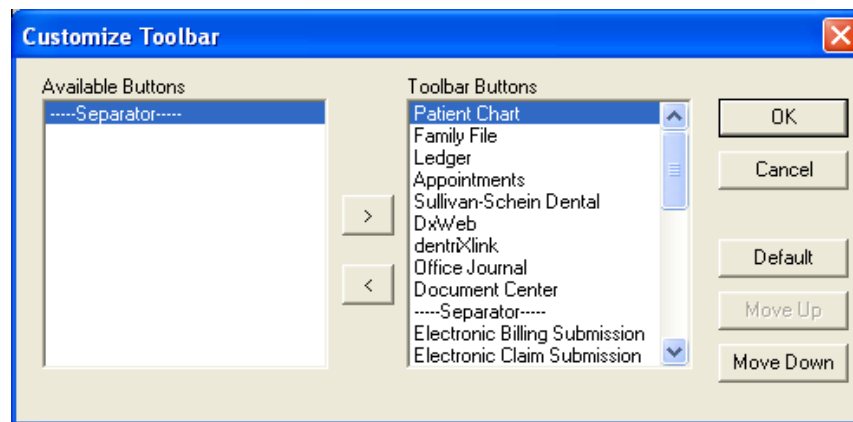 Customize Toolbar
Available Buttons
-----Separator-----
>
<
Toolbar Buttons
Patient Chart
Family File
Ledger
Appointments
Sullivan-Schein Dental
DxWeb
dentriXlink
Office Journal
Document Center
-----Separator-----
Electronic Billing Submission
Electronic Claim Submission
OK
Cancel
Default
Move Up
Move Down